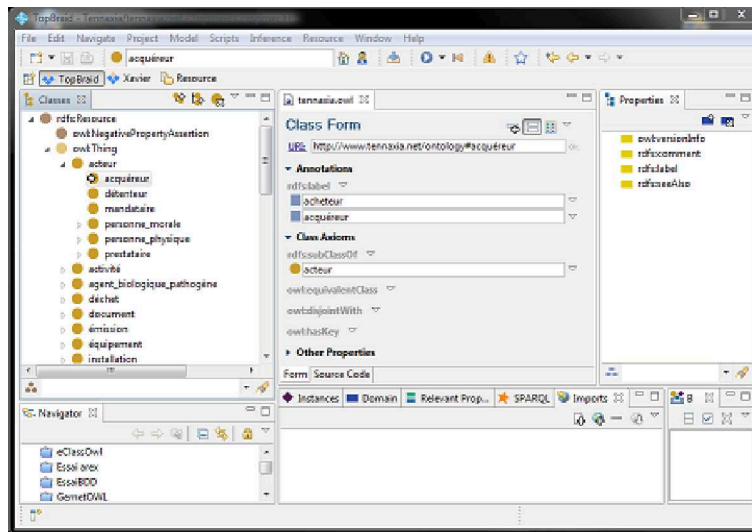 TopBraid - Tennaxia/tennaxia.owl
File Edit Navigate Project Model Scripts Inference Resource Window Help
acquéreur
TopBraid Xavier Resource
Classes
rdfs:Resource
owl:NegativePropertyAssertion
owl:Thing
acteur
acquéreur
détenteur
mandataire
personne_morale
personne_physique
prestataire
activité
agent_biologique_pathogène
déchet
document
émission
équipement
installation
Navigator
eClassOwl
Essai arex
EssaiBDD
GemetOWL
tennaxia.owl
Class Form
URI: http://www.tennaxia.net/ontology#acquéreur
Annotations
rdfs:label
acheteur
acquéreur
Class Axioms
rdfs:subClassOf
acteur
owl:equivalentClass
owl:disjointWith
owl:hasKey
Other Properties
Form Source Code
Instances Domain Relevant Prop... SPARQL Imports
B
Properties
owl:versionInfo
rdfs:comment
rdfs:label
rdfs:seeAlso